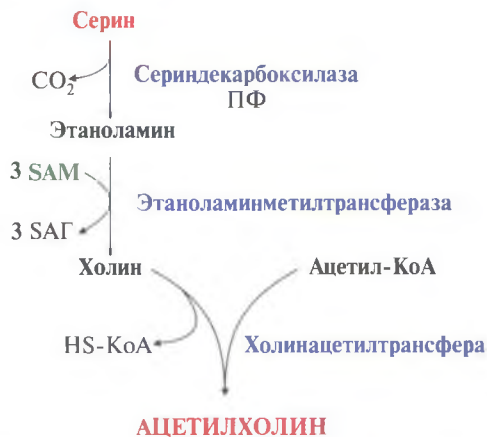 Серин
CO2
Сериндекарбоксилаза
ПФ
Этаноламин
3 SAM
Этаноламинметилтрансфераза
3 SAГ
Холин
Ацетил-КоА
HS-KoA
Холинацетилтрансфера
АЦЕТИЛХОЛИН